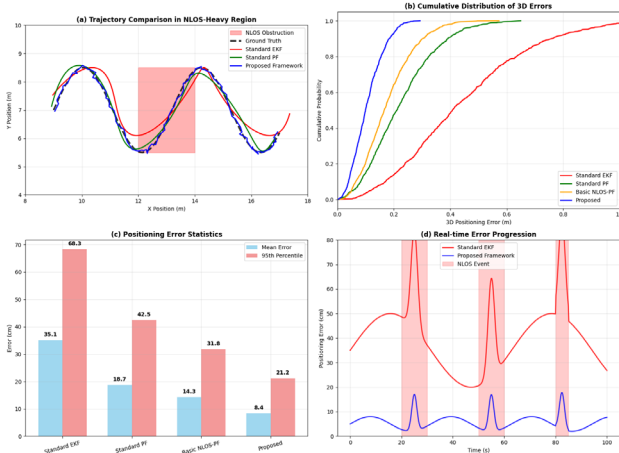 (a) Trajectory Comparison in NLOS-Heavy Region
NLOS Obstruction
Ground Truth
Standard EKF
Standard PF
Proposed Framework
Y Position (m)
10
9
8
7
6
5
4
8
10
12
14
16
18
X Position (m)
(b) Cumulative Distribution of 3D Errors
Cumulative Probability
1.0
0.8
0.6
0.4
0.2
0.0
0.0
0.2
0.4
0.6
0.8
1.0
3D Positioning Error (m)
Standard EKF
Standard PF
Basic NLOS-PF
Proposed
(c) Positioning Error Statistics
Mean Error
95th Percentile
Error (cm)
70
60
50
40
30
20
10
0
35.1
68.3
18.7
42.5
14.3
31.8
8.4
21.2
Standard EKF
Standard PF
Basic NLOS-PF
Proposed
(d) Real-time Error Progression
Standard EKF
Proposed Framework
NLOS Event
Positioning Error (cm)
80
70
60
50
40
30
20
10
0
0
20
40
60
80
100
Time (s)